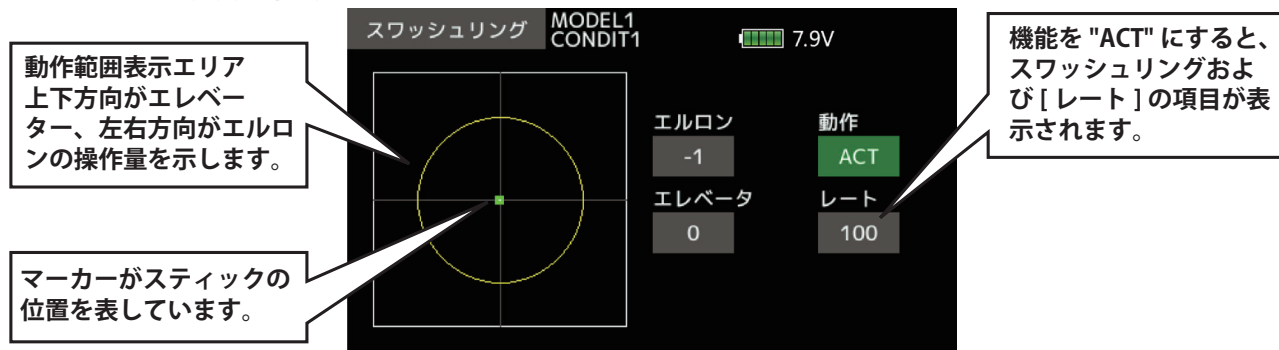 スワッシュリング
MODEL1
CONDIT1
7.9V
動作範囲表示エリア
上下方向がエレベー
ター、左右方向がエルロ
ンの操作量を示します。
マーカーがスティックの
位置を表しています。
エルロン
動作
-1
ACT
エレベータ
レート
0
100
機能を "ACT" にすると、
スワッシュリングおよ
び [ レート ] の項目が表
示されます。